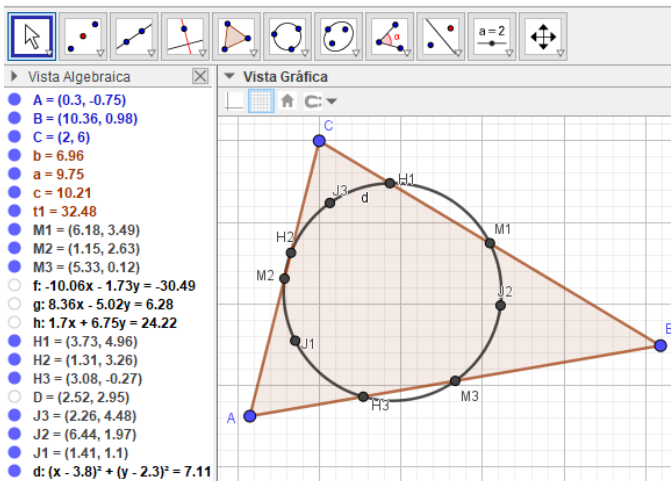 a = 2
Vista Algebraica
Vista Gráfica
A = (0.3, -0.75)
B = (10.36, 0.98)
C = (2, 6)
b = 6.96
a = 9.75
c = 10.21
t1 = 32.48
M1 = (6.18, 3.49)
M2 = (1.15, 2.63)
M3 = (5.33, 0.12)
f: -10.06x - 1.73y = -30.49
g: 8.36x - 5.02y = 6.28
h: 1.7x + 6.75y = 24.22
H1 = (3.73, 4.96)
H2 = (1.31, 3.26)
H3 = (3.08, -0.27)
D = (2.52, 2.95)
J3 = (2.26, 4.48)
J2 = (6.44, 1.97)
J1 = (1.41, 1.1)
d: (x - 3.8)² + (y - 2.3)² = 7.11
C
H1
J3
d
M1
H2
M2
J2
B
J1
M3
H3
A
α